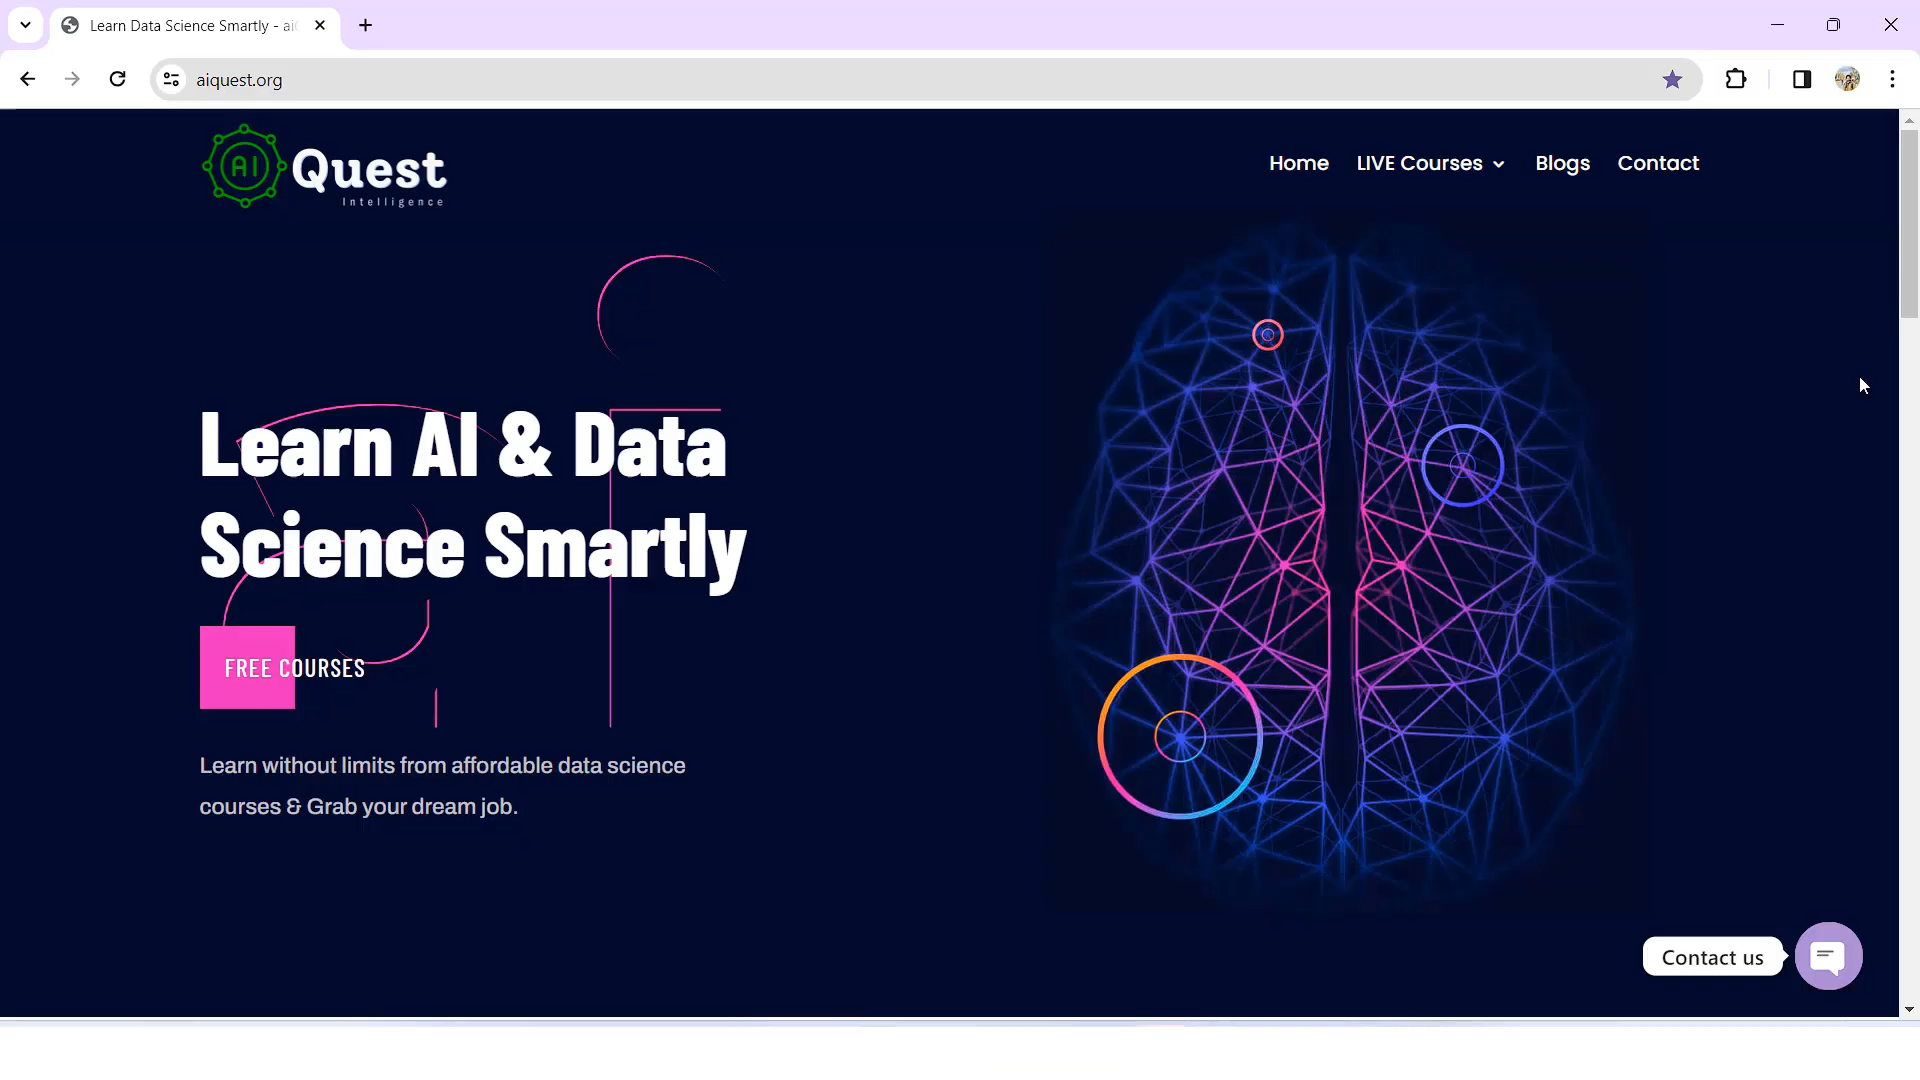 Learn Data Science Smartly - ai
aiquest.org
AI Quest
Intelligence
Home LIVE Courses Blogs Contact
Learn AI & Data
Science Smartly
FREE COURSES
Learn without limits from affordable data science
courses & Grab your dream job.
Contact us